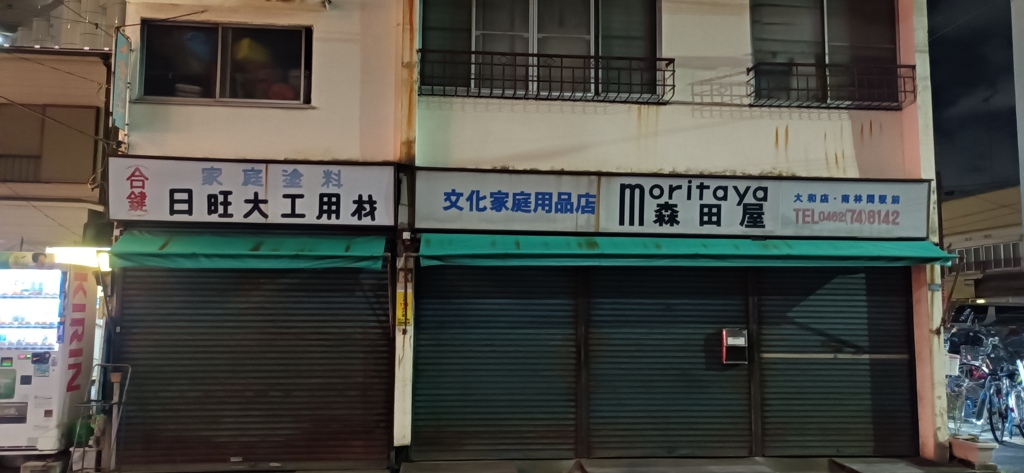 合鍵
家庭塗料
日旺大工用材
文化家庭用品店
moritaya
森田屋
大和店・南林間駅前
TEL0462(74)6142
KIRIN